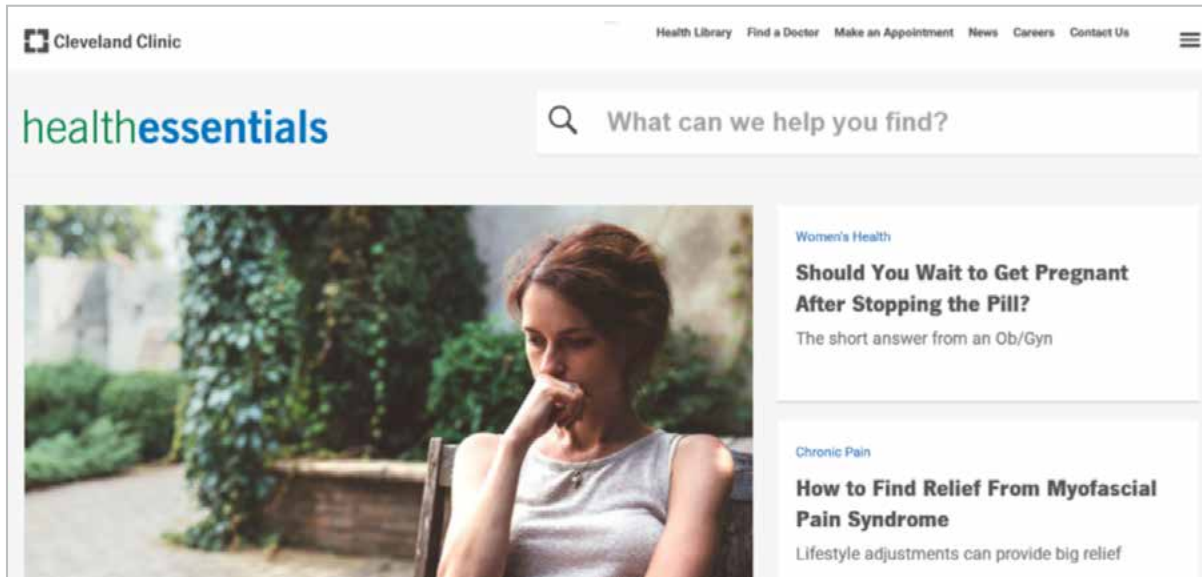 Cleveland Clinic
Health Library Find a Doctor Make an Appointment News Careers Contact Us
healthessentials
What can we help you find?
Women's Health
Should You Wait to Get Pregnant
After Stopping the Pill?
The short answer from an Ob/Gyn
Chronic Pain
How to Find Relief From Myofascial
Pain Syndrome
Lifestyle adjustments can provide big relief